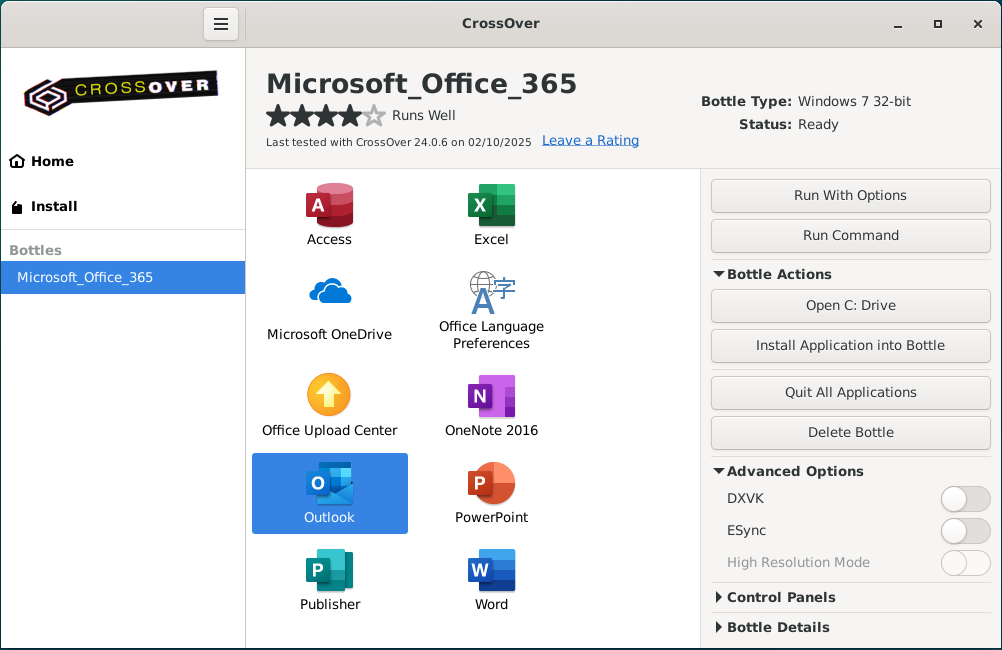 CrossOver
CROSSOVER
Home
Install
Bottles
Microsoft_Office_365
Microsoft_Office_365
Runs Well
Last tested with CrossOver 24.0.6 on 02/10/2025 Leave a Rating
Bottle Type: Windows 7 32-bit
Status: Ready
A
Access
X
Excel
Microsoft OneDrive
A字
Office Language
Preferences
Office Upload Center
N
OneNote 2016
O
Outlook
P
PowerPoint
P
Publisher
W
Word
Run With Options
Run Command
Bottle Actions
Open C: Drive
Install Application into Bottle
Quit All Applications
Delete Bottle
Advanced Options
DXVK
ESync
High Resolution Mode
Control Panels
Bottle Details